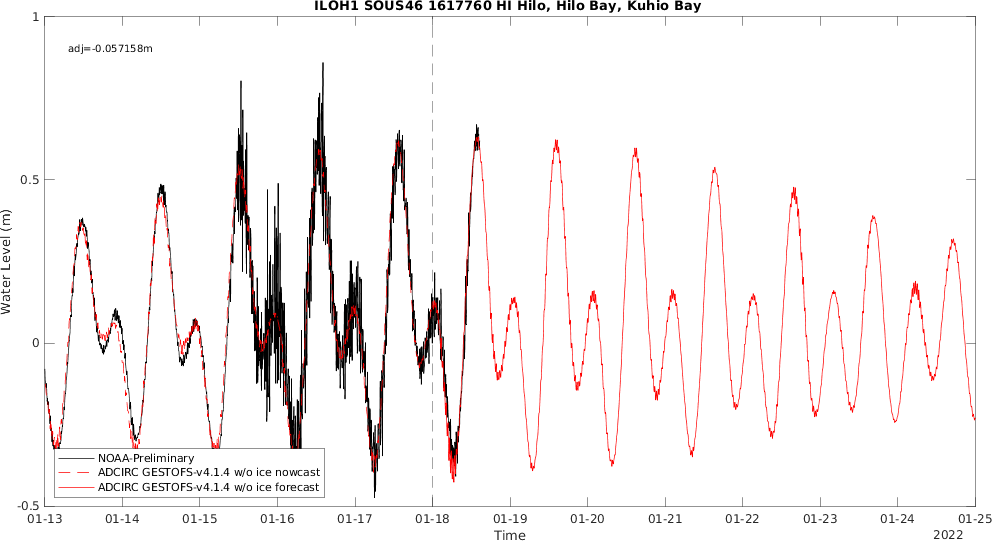 ILOH1 SOUS46 1617760 HI Hilo, Hilo Bay, Kuhio Bay
adj=-0.057158m
Water Level (m)
1
0.5
0
-0.5
NOAA-Preliminary
ADCIRC GESTOFS-v4.1.4 w/o ice nowcast
ADCIRC GESTOFS-v4.1.4 w/o ice forecast
01-13 01-14 01-15 01-16 01-17 01-18 01-19 01-20 01-21 01-22 01-23 01-24 01-25
Time
2022